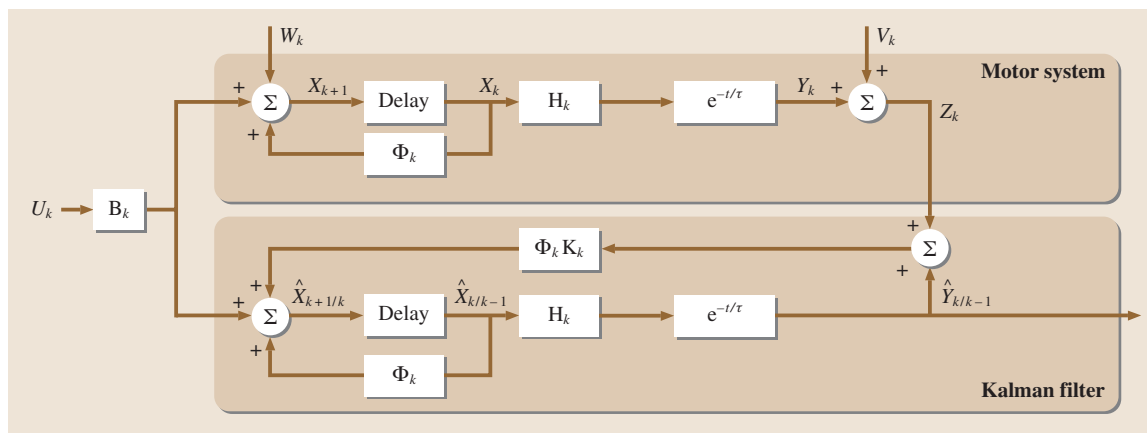 W_k
V_k
Motor system
+ Σ X_{k+1} Delay X_k H_k e^{-t/τ} Y_k + Σ +
+
Φ_k
Z_k
U_k B_k
+ Σ
Φ_k K_k
+
+
+ Σ X̂_{k+1/k} Delay X̂_{k/k-1} H_k e^{-t/τ} Ŷ_{k/k-1}
+
Φ_k
Kalman filter